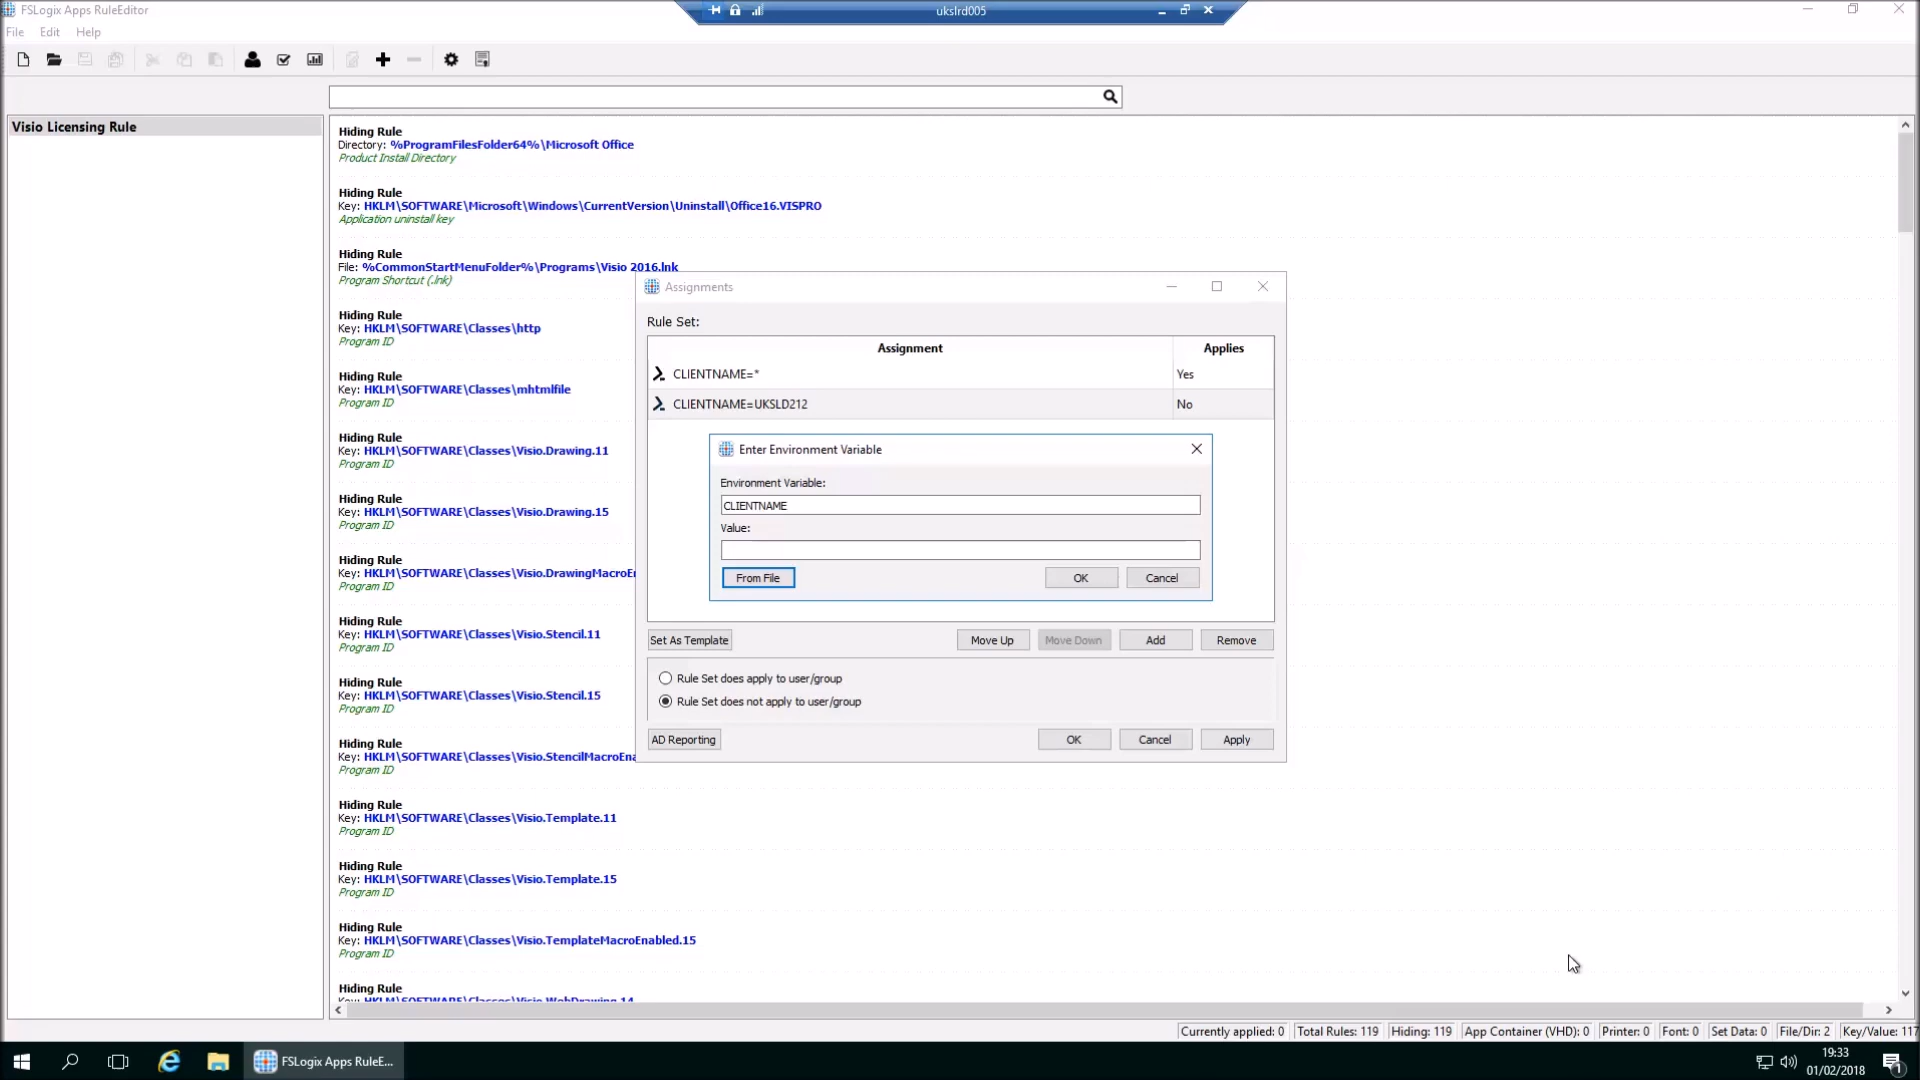 FSLogix Apps RuleEditor
ukslrd005
File Edit Help
Visio Licensing Rule
Hiding Rule
Directory: %ProgramFilesFolder64%\Microsoft Office
Product Install Directory
Hiding Rule
Key: HKLM\SOFTWARE\Microsoft\Windows\CurrentVersion\Uninstall\Office16.VISPRO
Application uninstall key
Hiding Rule
File: %CommonStartMenuFolder%\Programs\Visio 2016.lnk
Program Shortcut (.lnk)
Hiding Rule
Key: HKLM\SOFTWARE\Classes\http
Program ID
Hiding Rule
Key: HKLM\SOFTWARE\Classes\mhtmlfile
Program ID
Hiding Rule
Key: HKLM\SOFTWARE\Classes\Visio.Drawing.11
Program ID
Hiding Rule
Key: HKLM\SOFTWARE\Classes\Visio.Drawing.15
Program ID
Hiding Rule
Key: HKLM\SOFTWARE\Classes\Visio.DrawingMacroEn
Program ID
Hiding Rule
Key: HKLM\SOFTWARE\Classes\Visio.Stencil.11
Program ID
Hiding Rule
Key: HKLM\SOFTWARE\Classes\Visio.Stencil.15
Program ID
Hiding Rule
Key: HKLM\SOFTWARE\Classes\Visio.StencilMacroEna
Program ID
Hiding Rule
Key: HKLM\SOFTWARE\Classes\Visio.Template.11
Program ID
Hiding Rule
Key: HKLM\SOFTWARE\Classes\Visio.Template.15
Program ID
Hiding Rule
Key: HKLM\SOFTWARE\Classes\Visio.TemplateMacroEnabled.15
Program ID
Hiding Rule
Key: HKLM\SOFTWARE\Classes\Visio.WebDrawing.14
Assignments
Rule Set:
Assignment Applies
CLIENTNAME=* Yes
CLIENTNAME=UKSLD212 No
Enter Environment Variable
Environment Variable:
CLIENTNAME
Value:
From File OK Cancel
Set As Template Move Up Move Down Add Remove
Rule Set does apply to user/group
Rule Set does not apply to user/group
AD Reporting OK Cancel Apply
Currently applied: 0 Total Rules: 119 Hiding: 119 App Container (VHD): 0 Printer: 0 Font: 0 Set Data: 0 File/Dir: 2 Key/Value: 117
FSLogix Apps RuleE...
19:33
01/02/2018
1